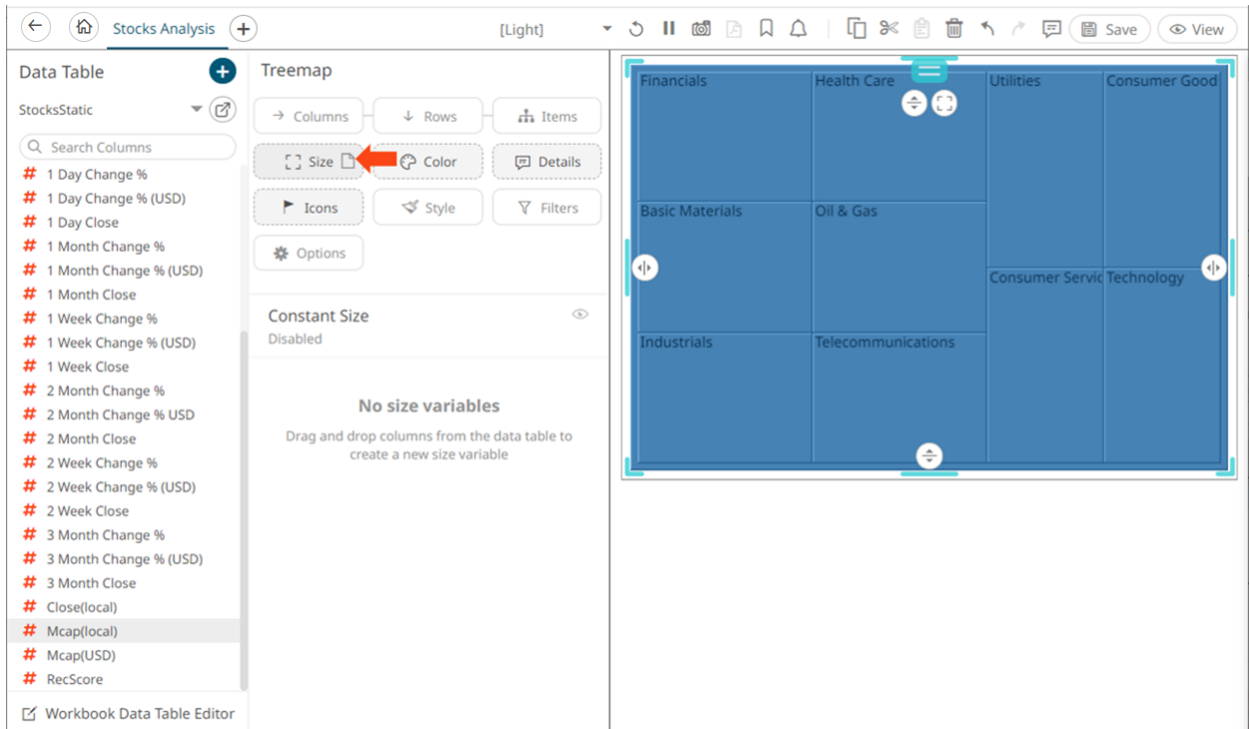 Stocks Analysis
[Light]
Save
View
Data Table
StocksStatic
Search Columns
# 1 Day Change %
# 1 Day Change % (USD)
# 1 Day Close
# 1 Month Change %
# 1 Month Change % (USD)
# 1 Month Close
# 1 Week Change %
# 1 Week Change % (USD)
# 1 Week Close
# 2 Month Change %
# 2 Month Change % USD
# 2 Month Close
# 2 Week Change %
# 2 Week Change % (USD)
# 2 Week Close
# 3 Month Change %
# 3 Month Change % (USD)
# 3 Month Close
# Close(local)
# Mcap(local)
# Mcap(USD)
# RecScore
Workbook Data Table Editor
Treemap
Columns
Rows
Items
Size
Color
Details
Icons
Style
Filters
Options
Constant Size
Disabled
No size variables
Drag and drop columns from the data table to
create a new size variable
Financials
Health Care
Utilities
Consumer Good
Basic Materials
Oil & Gas
Consumer Servic
Technology
Industrials
Telecommunications